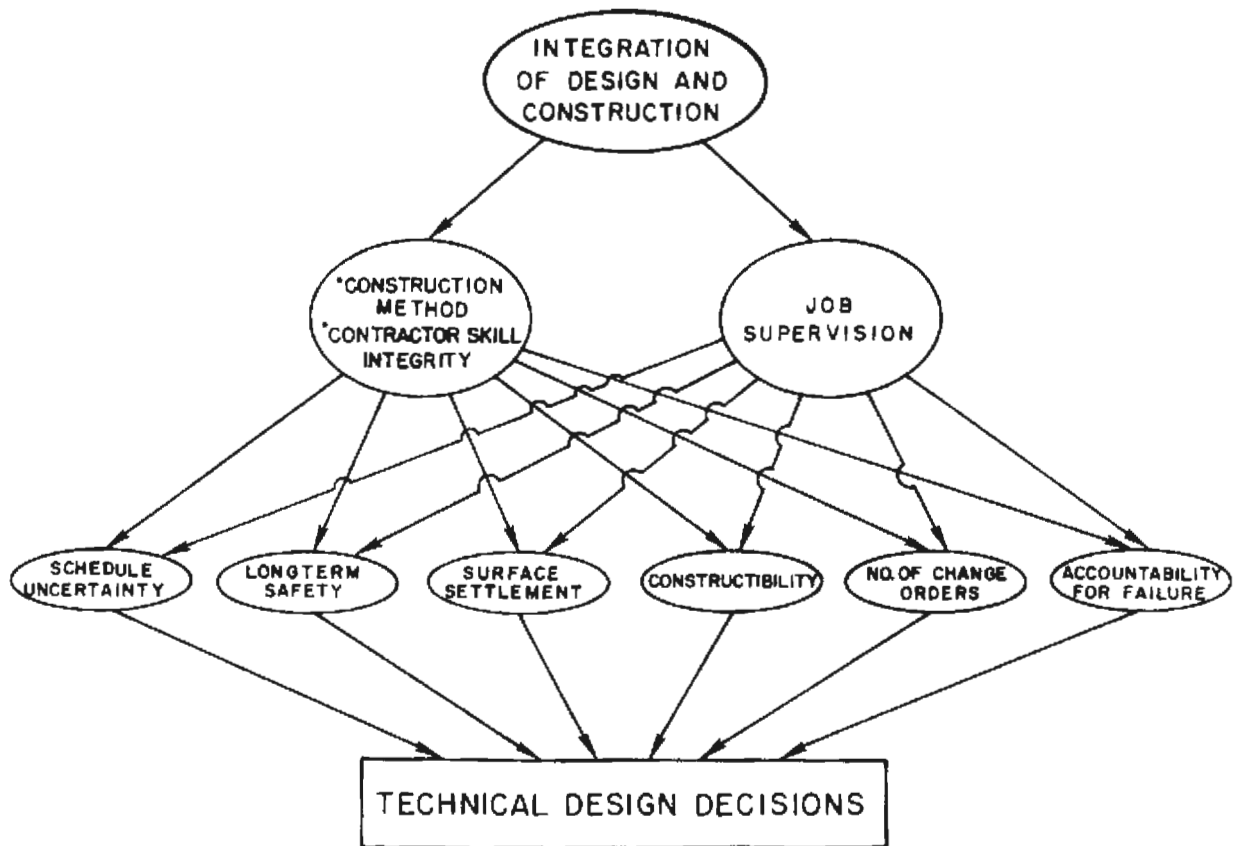 INTEGRATION
OF DESIGN AND
CONSTRUCTION
*CONSTRUCTION
METHOD
*CONTRACTOR SKILL
INTEGRITY
JOB
SUPERVISION
SCHEDULE
UNCERTAINTY
LONGTERM
SAFETY
SURFACE
SETTLEMENT
CONSTRUCTIBILITY
NO. OF CHANGE
ORDERS
ACCOUNTABILITY
FOR FAILURE
TECHNICAL DESIGN DECISIONS